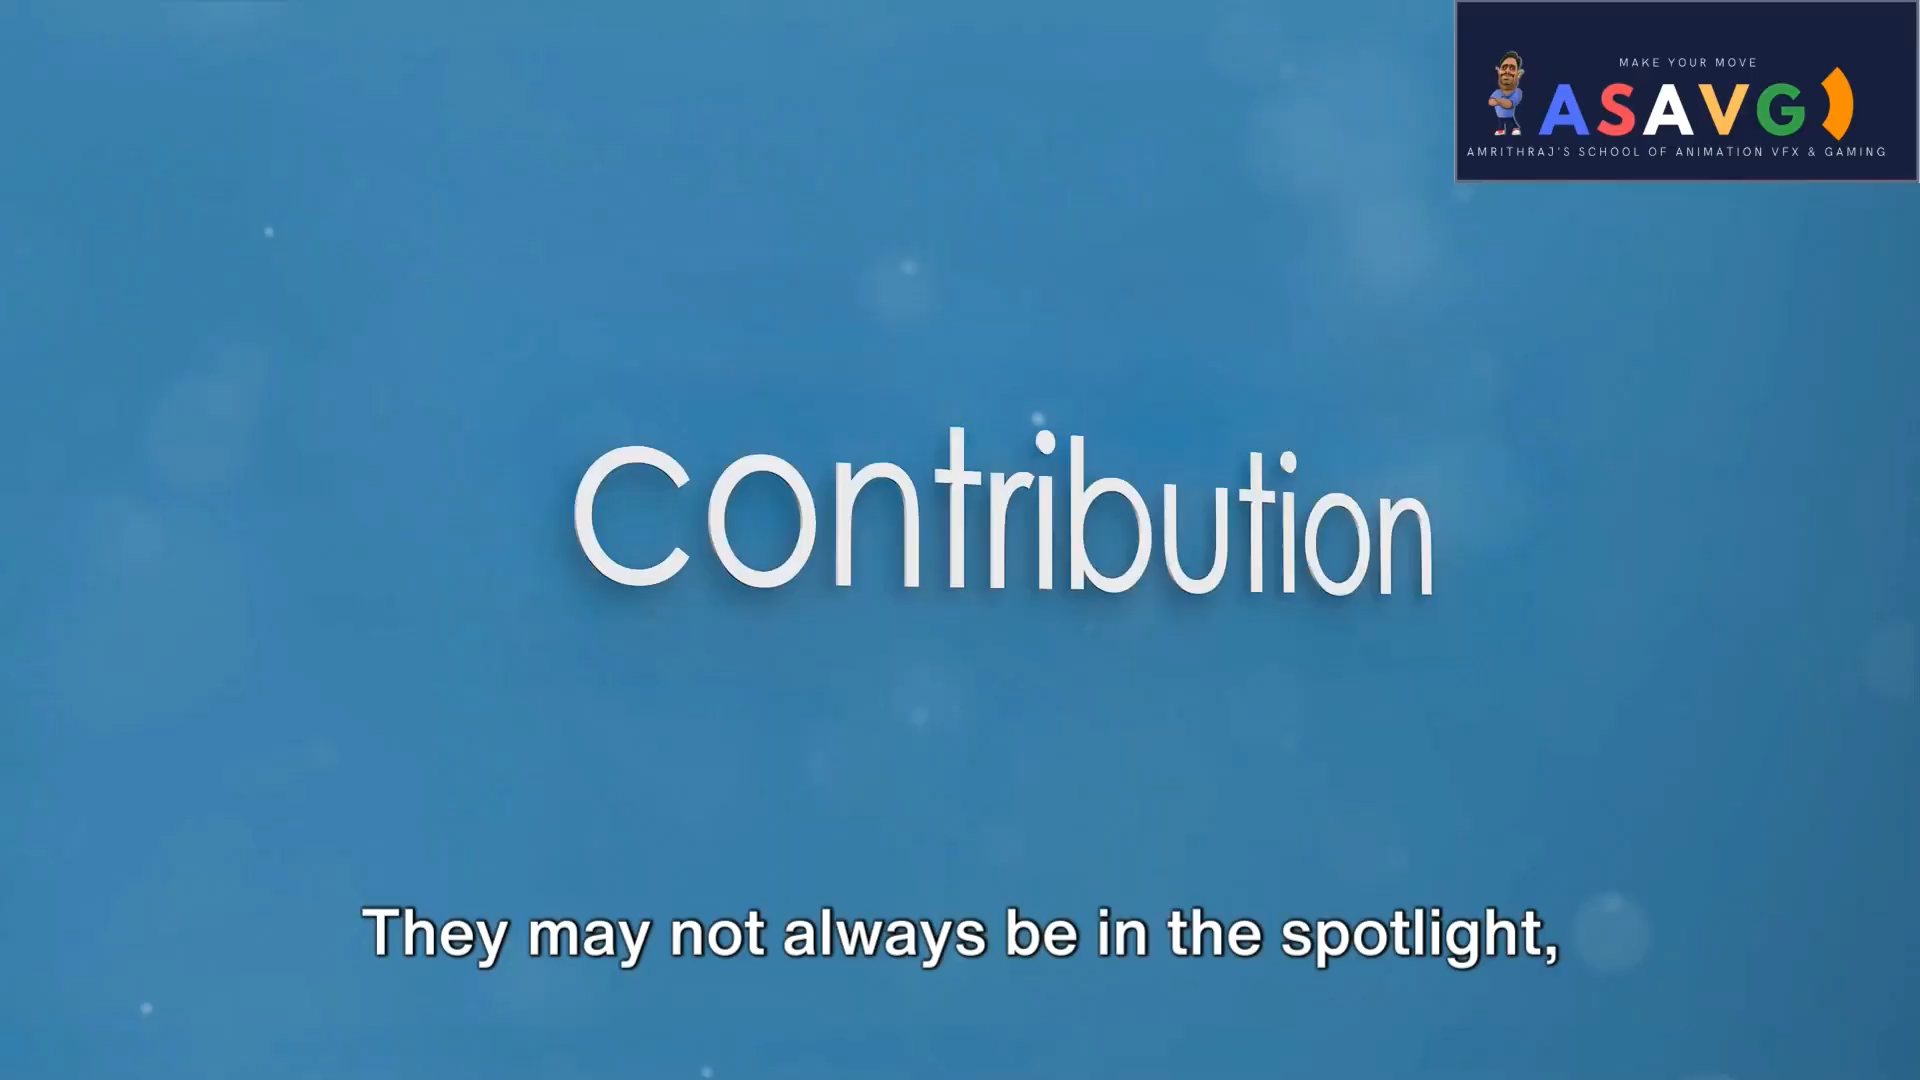 MAKE YOUR MOVE
ASAVG
AMRITHRAJ'S SCHOOL OF ANIMATION VFX & GAMING
contribution
They may not always be in the spotlight,